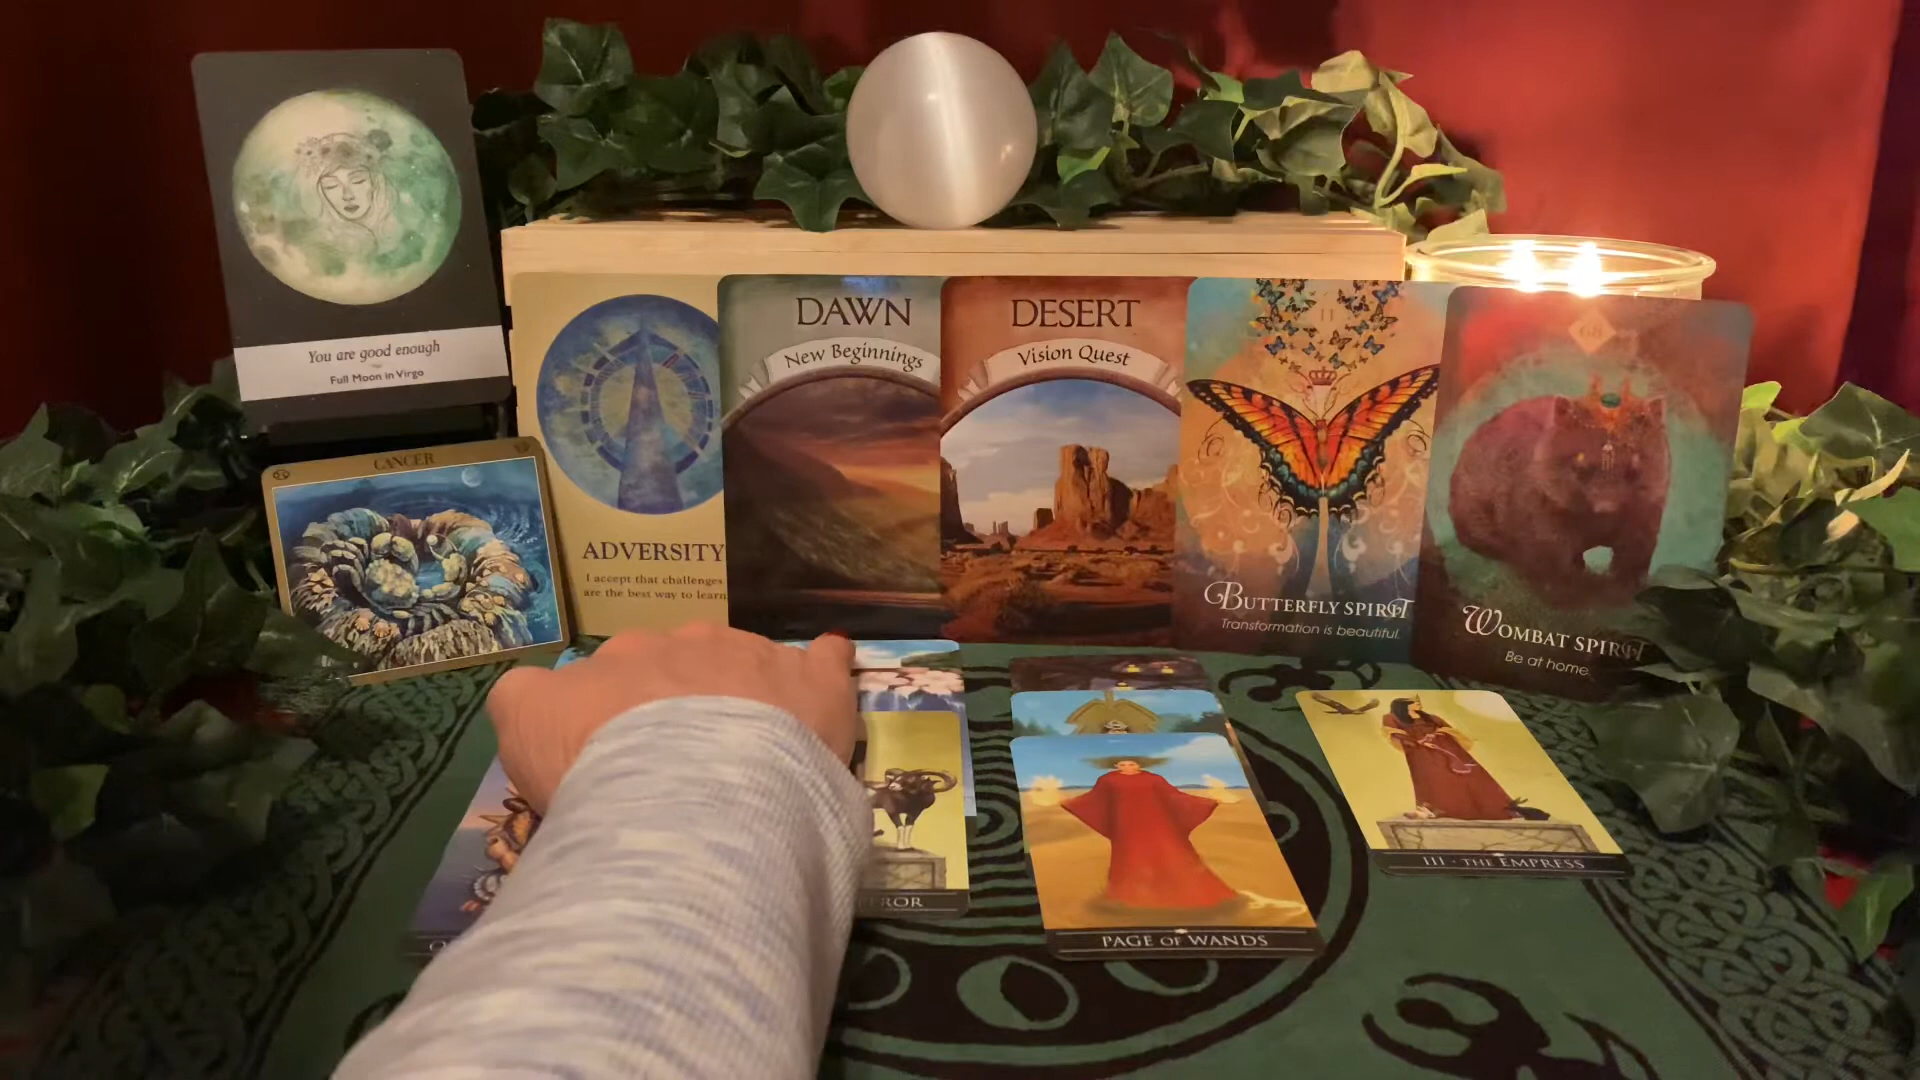 You are good enough
Full Moon in Virgo
CANCER
ADVERSITY
I accept that challenges
are the best way to learn
DAWN
New Beginnings
DESERT
Vision Quest
11
BUTTERFLY SPIRIT
Transformation is beautiful.
68
WOMBAT SPIRIT
Be at home.
PAGE OF WANDS
III - THE EMPRESS